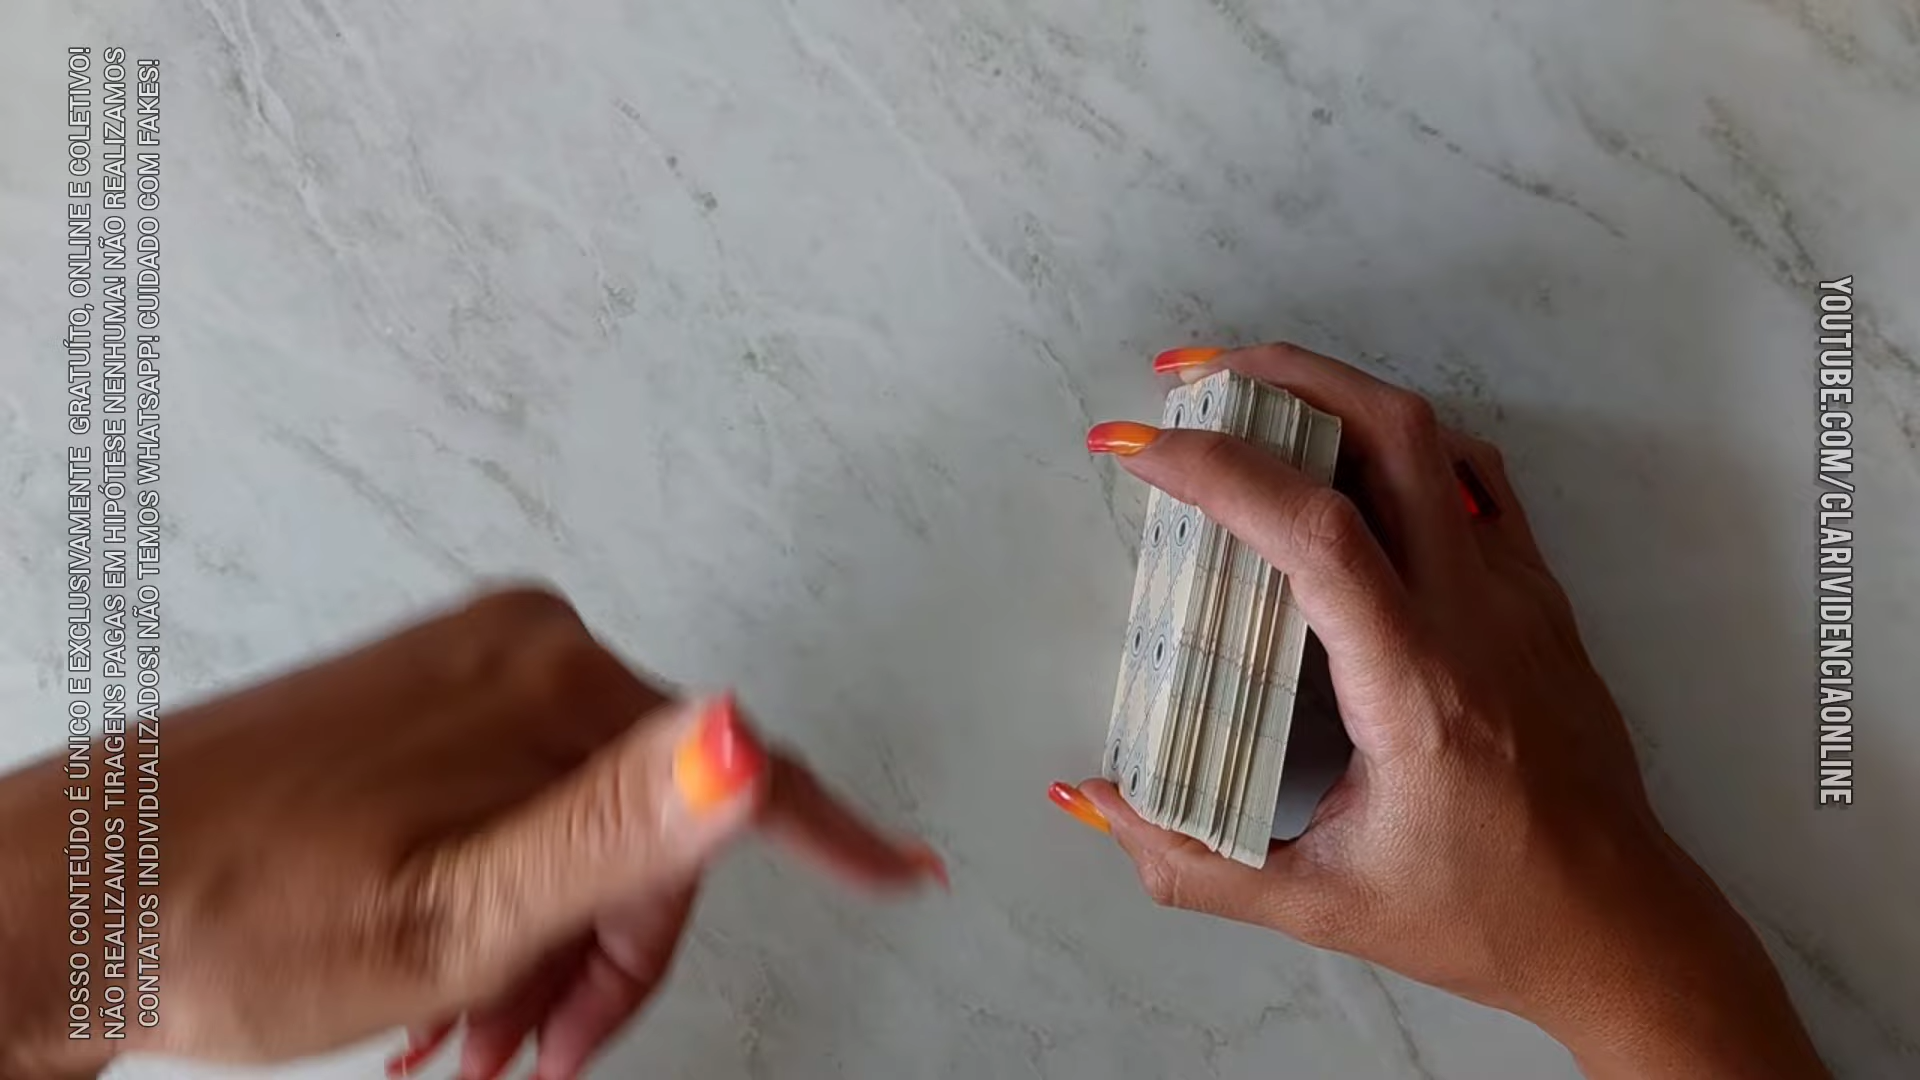 NOSSO CONTEÚDO É ÚNICO E EXCLUSIVAMENTE GRATUÍTO, ONLINE E COLETIVO!
NÃO REALIZAMOS TIRAGENS PAGAS EM HIPÓTESE NENHUMA! NÃO REALIZAMOS
CONTATOS INDIVIDUALIZADOS! NÃO TEMOS WHATSAPP! CUIDADO COM FAKES!
YOUTUBE.COM/CLARIVIDENCIAONLINE